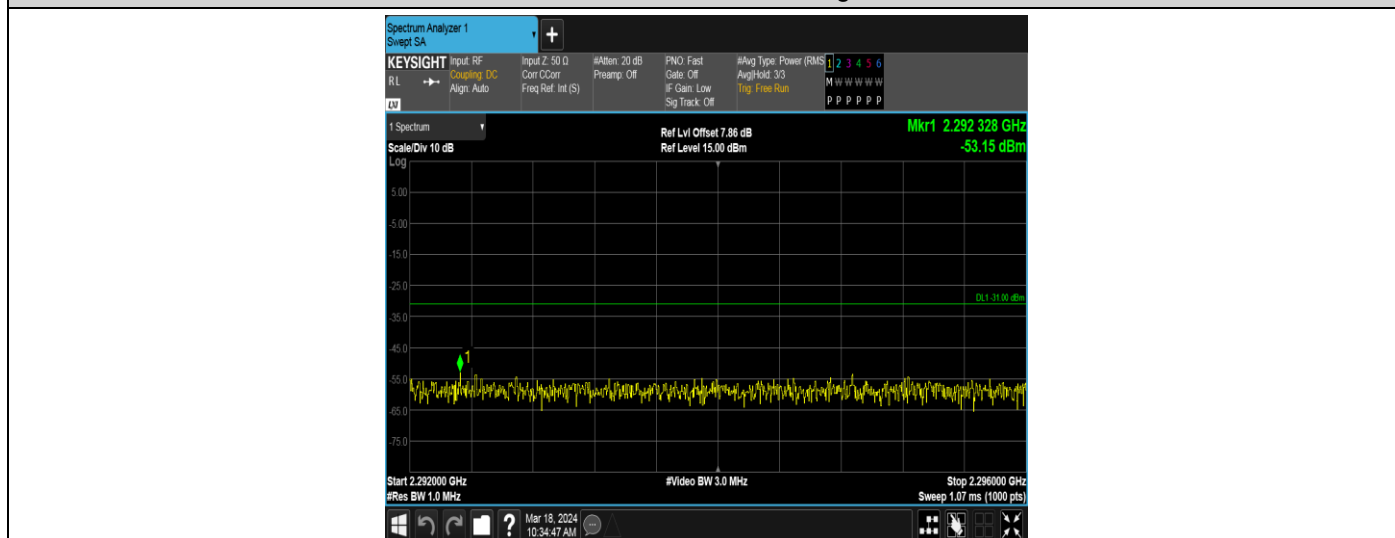 Spectrum Analyzer 1
Swept SA
KEYSIGHT
RL
LXI
Input: RF
Coupling: DC
Align: Auto
Input Z: 50 Ω
Corr CCorr
Freq Ref: Int (S)
#Atten: 20 dB
Preamp: Off
PNO: Fast
Gate: Off
IF Gain: Low
Sig Track: Off
#Avg Type: Power (RMS
Avg|Hold: 3/3
Trig: Free Run
1 2 3 4 5 6
M W W W W W
P P P P P P
1 Spectrum
Scale/Div 10 dB
Ref Lvl Offset 7.86 dB
Ref Level 15.00 dBm
Mkr1 2.292 328 GHz
-53.15 dBm
Log
5.00
-5.00
-15.0
-25.0
DL1 -31.00 dBm
-35.0
-45.0
1
-55.0
-65.0
-75.0
Start 2.292000 GHz
#Video BW 3.0 MHz
Stop 2.296000 GHz
#Res BW 1.0 MHz
Sweep 1.07 ms (1000 pts)
?
Mar 18, 2024
10:34:47 AM